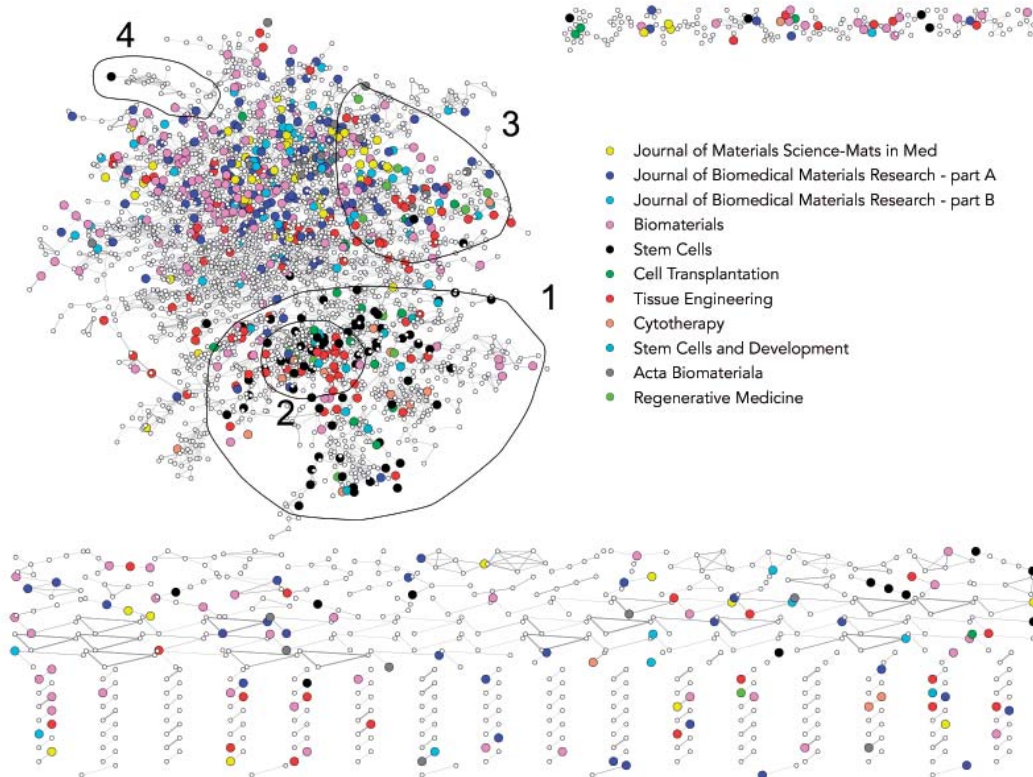 4
3
1
2
Journal of Materials Science-Mats in Med
Journal of Biomedical Materials Research - part A
Journal of Biomedical Materials Research - part B
Biomaterials
Stem Cells
Cell Transplantation
Tissue Engineering
Cytotherapy
Stem Cells and Development
Acta Biomateriala
Regenerative Medicine